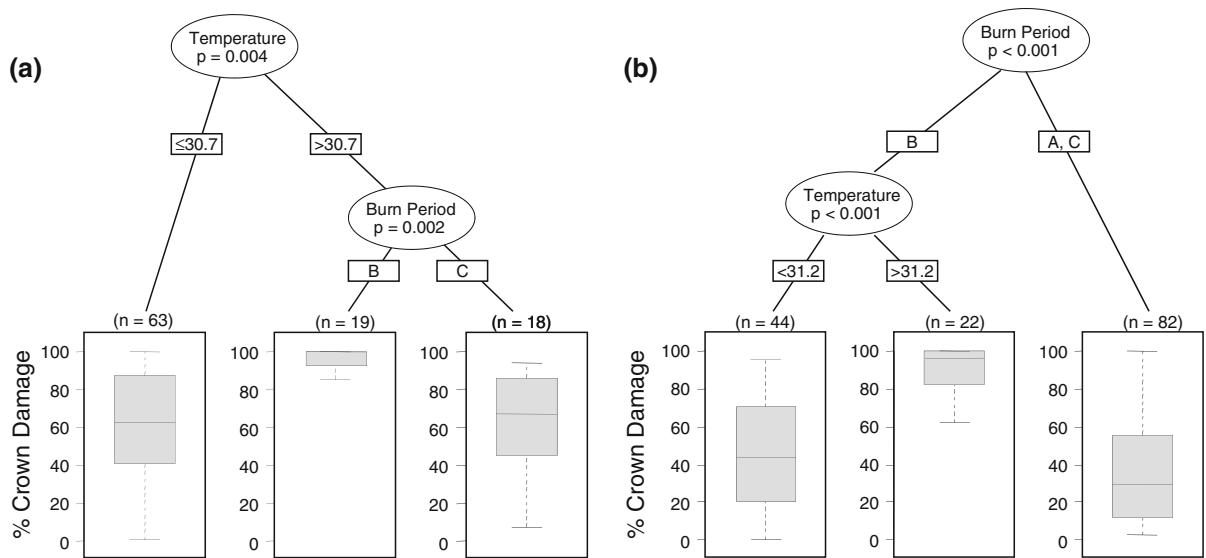 (a)
Temperature
p = 0.004
≤30.7
>30.7
Burn Period
p = 0.002
B
C
(n = 63)
(n = 19)
(n = 18)
% Crown Damage
100
80
60
40
20
0
100
80
60
40
20
0
100
80
60
40
20
0
(b)
Burn Period
p < 0.001
B
A, C
Temperature
p < 0.001
<31.2
>31.2
(n = 44)
(n = 22)
(n = 82)
% Crown Damage
100
80
60
40
20
0
100
80
60
40
20
0
100
80
60
40
20
0